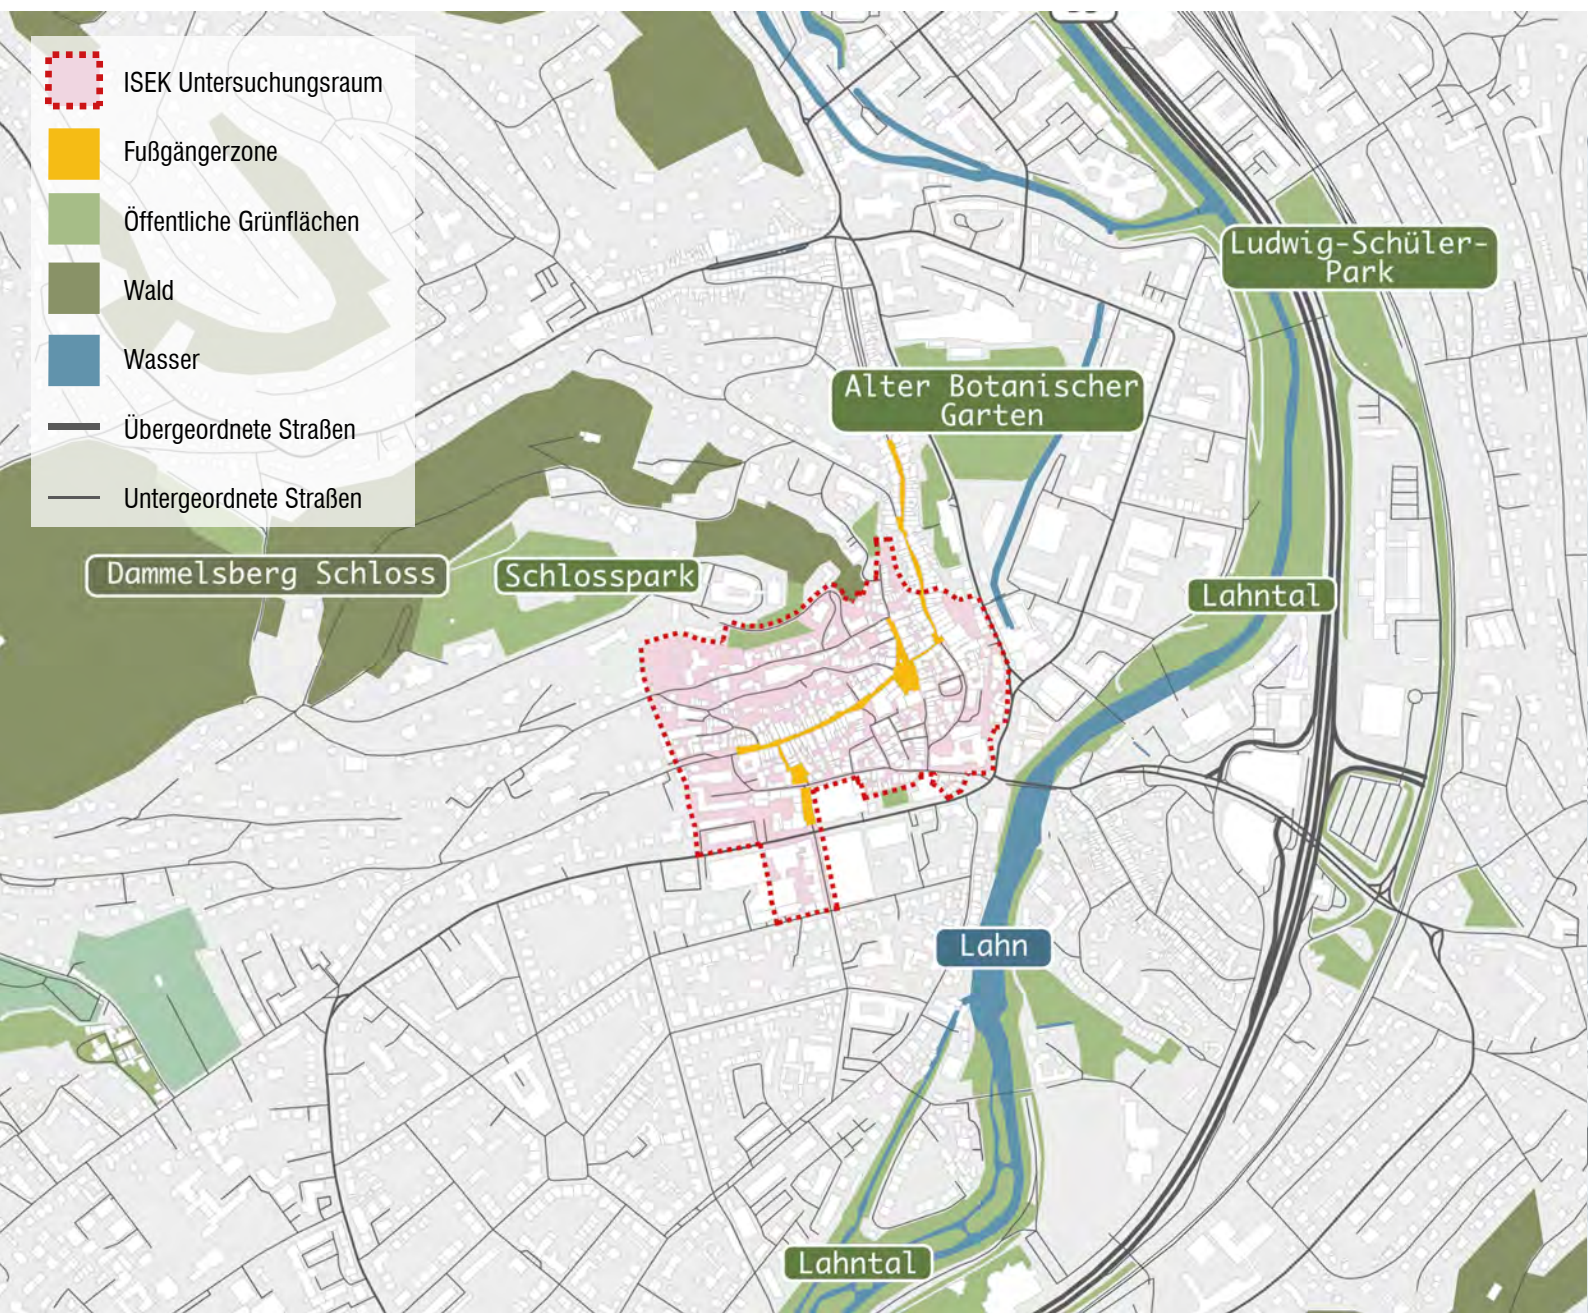 ISEK Untersuchungsraum
Fußgängerzone
Öffentliche Grünflächen
Wald
Wasser
Übergeordnete Straßen
Untergeordnete Straßen
Ludwig-Schüler-
Park
Alter Botanischer
Garten
Dammelsberg Schloss
Schlosspark
Lahntal
Lahn
Lahntal